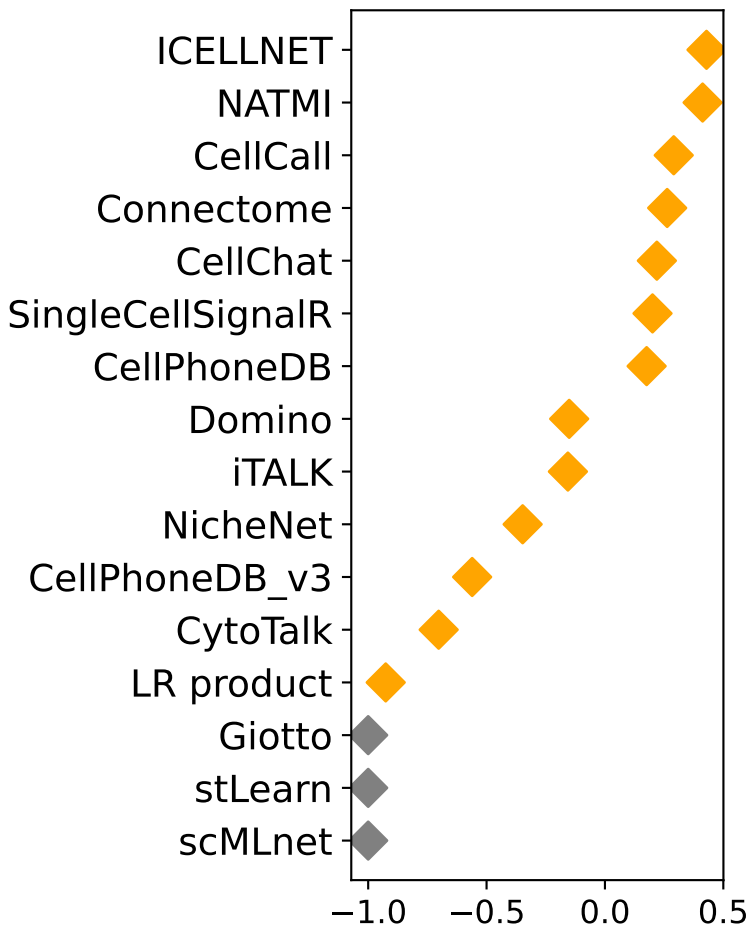 ICELLNET
NATMI
CellCall
Connectome
CellChat
SingleCellSignalR
CellPhoneDB
Domino
iTALK
NicheNet
CellPhoneDB_v3
CytoTalk
LR product
Giotto
stLearn
scMLnet
−1.0 −0.5 0.0 0.5